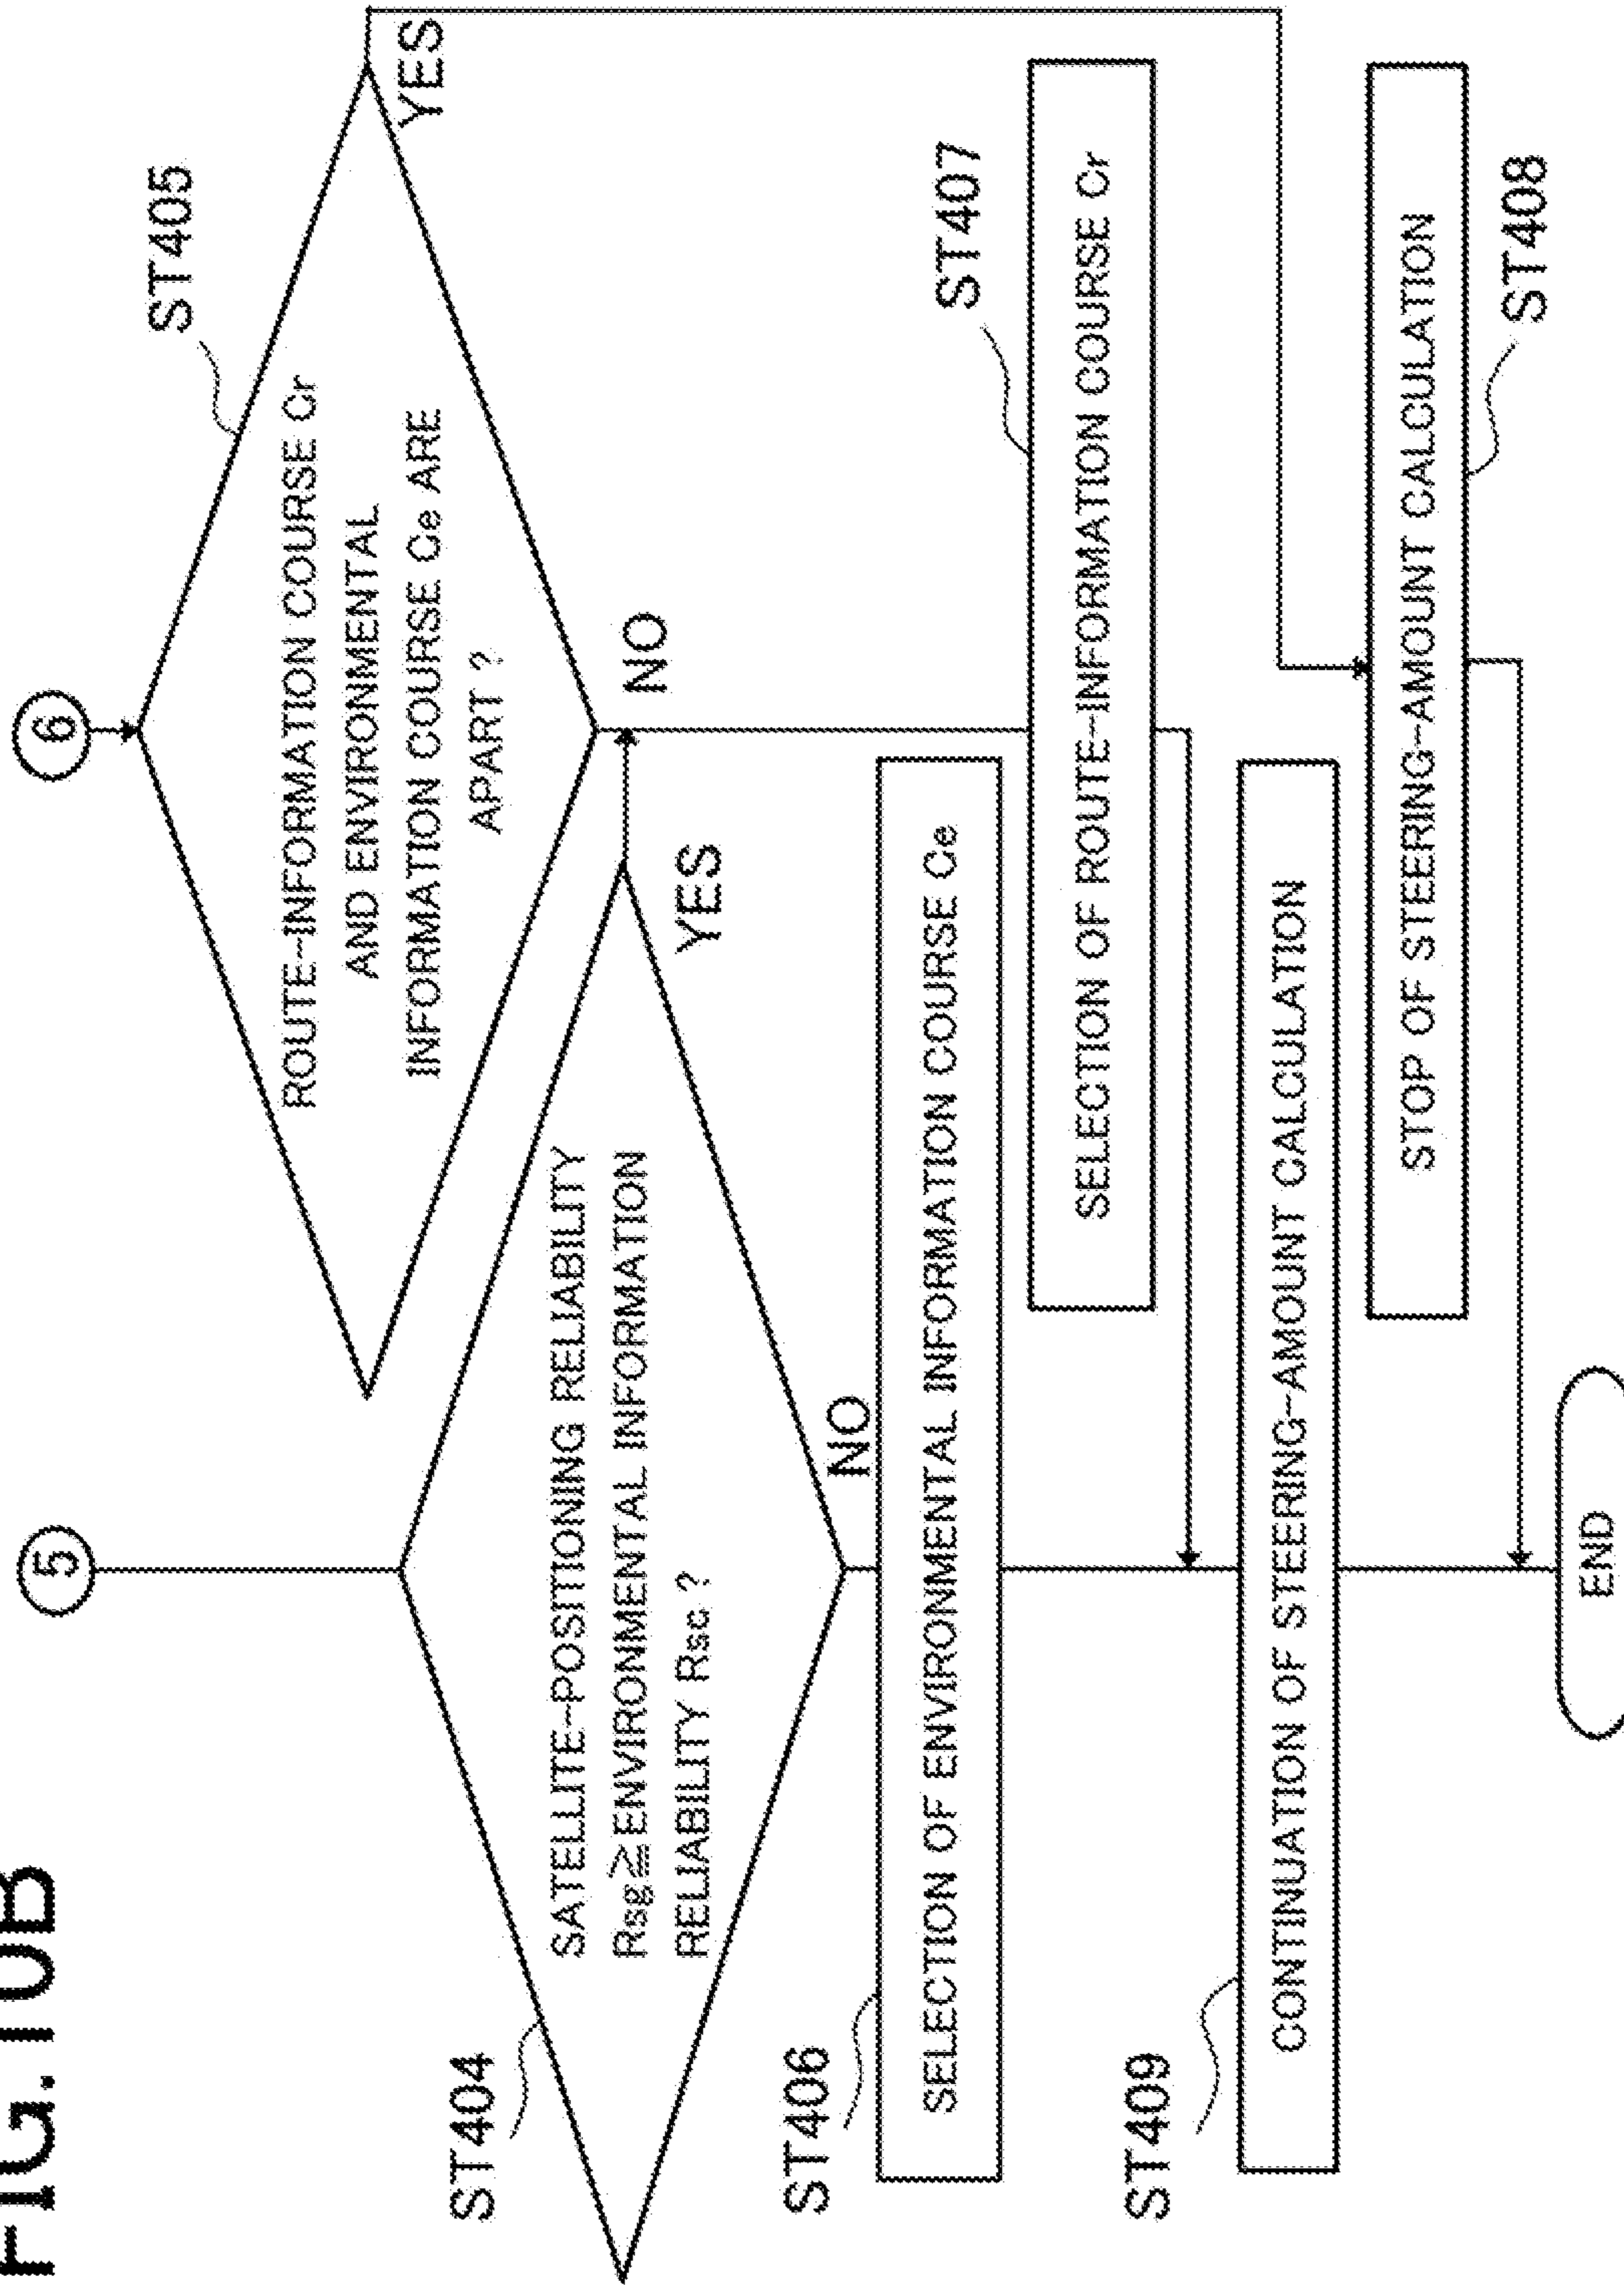 FIG.10B
5
6
ST404
SATELLITE-POSITIONING RELIABILITY
Rsg≧ENVIRONMENTAL INFORMATION
RELIABILITY Rsc ?
YES
NO
ST405
ROUTE-INFORMATION COURSE Cr
AND ENVIRONMENTAL
INFORMATION COURSE Ce ARE
APART ?
YES
NO
ST406
SELECTION OF ENVIRONMENTAL INFORMATION COURSE Ce
ST407
SELECTION OF ROUTE-INFORMATION COURSE Cr
ST409
CONTINUATION OF STEERING-AMOUNT CALCULATION
STOP OF STEERING-AMOUNT CALCULATION
ST408
END